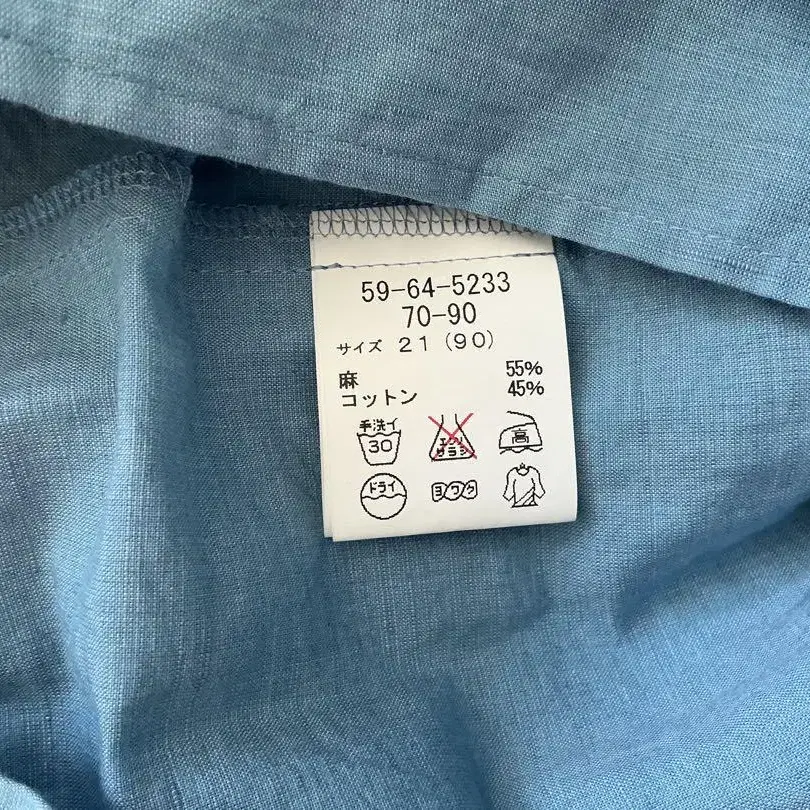 59-64-5233
70-90
サイズ 21(90)
麻 55%
コットン 45%
手洗イ
30
エンソサラシ
高
ドライ
ヨワク